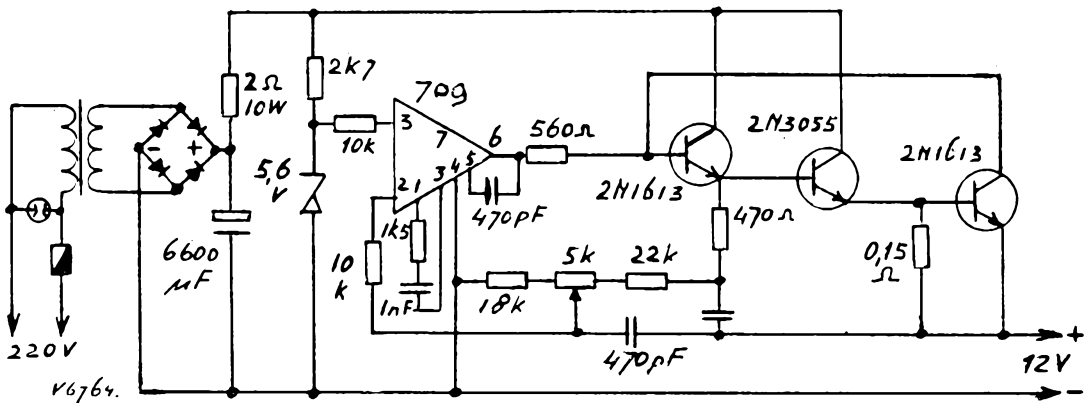 2Ω
10W
2k7
709
3
7
6
10k
560Ω
2N3055
2N1613
5,6
V
2 1 3 4 5
470pF
2N1613
1k5
470Ω
6600
µF
10
k
1nF
18k
5k
22k
0,15
Ω
470pF
220V
+
12V
-
V6764.
- +